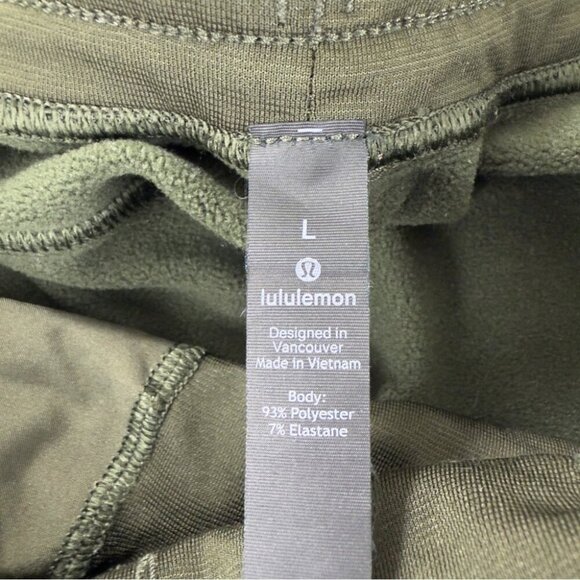 L
lululemon
Designed in
Vancouver
Made in Vietnam
Body:
93% Polyester
7% Elastane